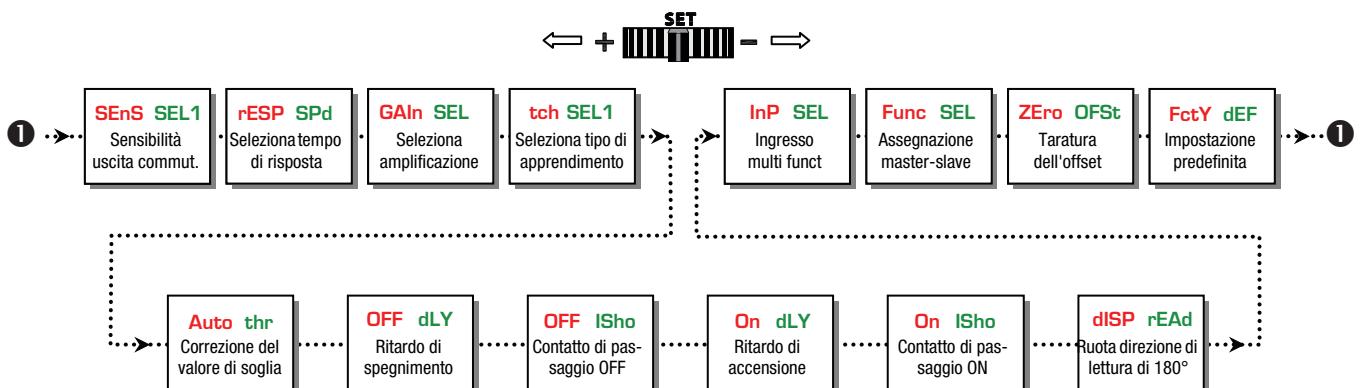 SET
+ -
❶
SEnS SEL1
Sensibilità
uscita commut.
rESP SPd
Seleziona tempo
di risposta
GAIn SEL
Seleziona
amplificazione
tch SEL1
Seleziona tipo di
apprendimento
InP SEL
Ingresso
multi funct
Func SEL
Assegnazione
master-slave
ZEro OFSt
Taratura
dell'offset
FctY dEF
Impostazione
predefinita
❶
Auto thr
Correzione del
valore di soglia
OFF dLY
Ritardo di
spegnimento
OFF ISho
Contatto di pas-
saggio OFF
On dLY
Ritardo di
accensione
On ISho
Contatto di pas-
saggio ON
dISP rEAd
Ruota direzione di
lettura di 180°